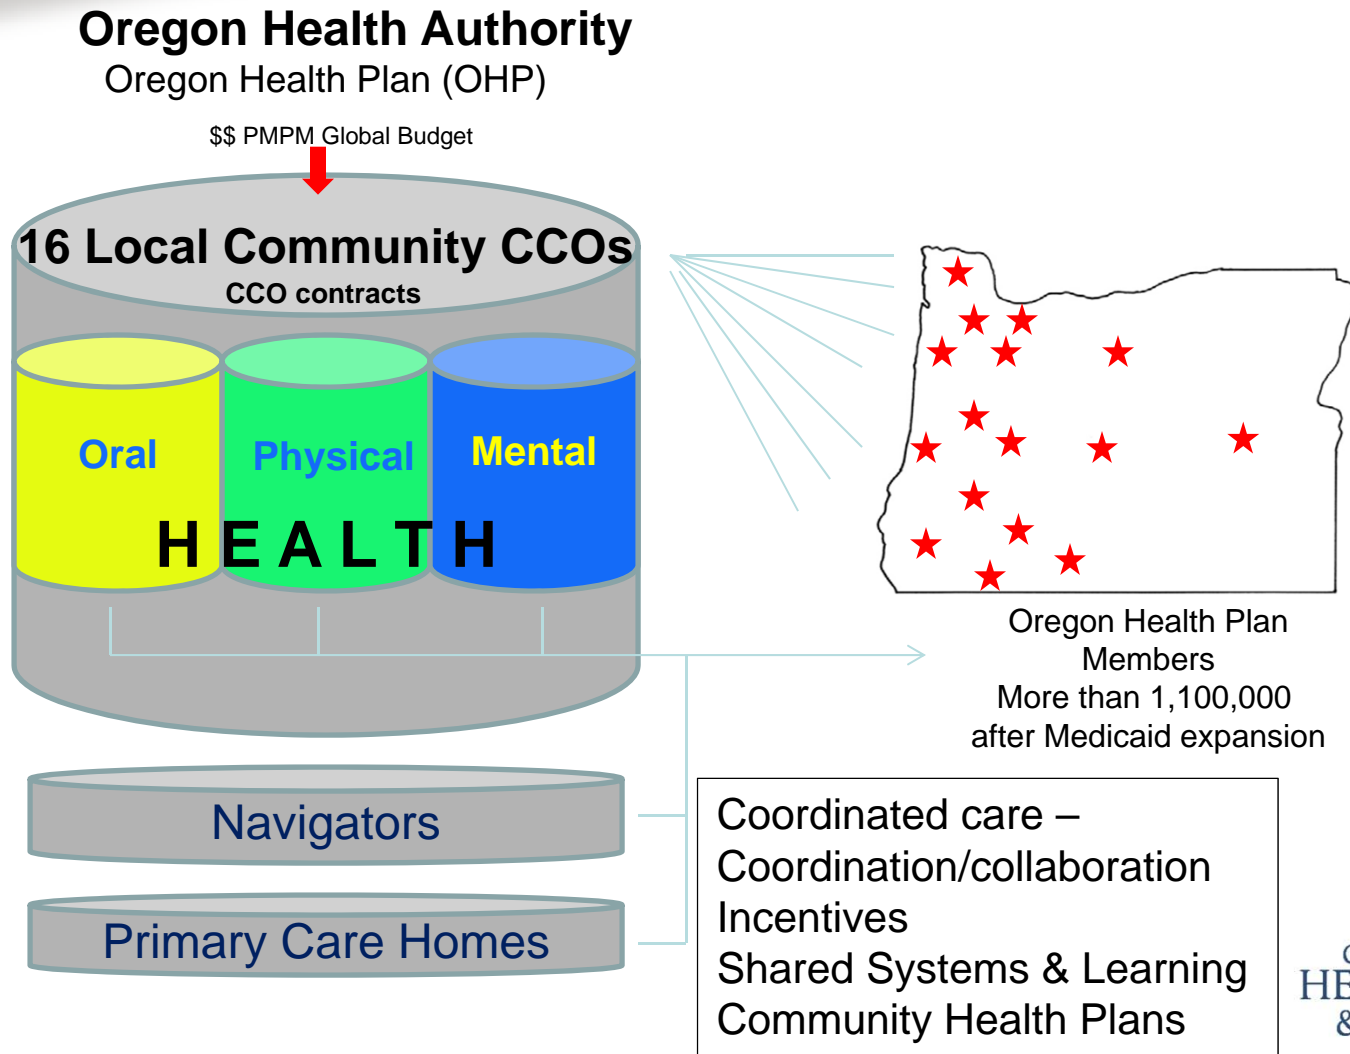 Oregon Health Authority
Oregon Health Plan (OHP)
$$ PMPM Global Budget
16 Local Community CCOs
CCO contracts
Oral
Physical
Mental
HEALTH
Oregon Health Plan
Members
More than 1,100,000
after Medicaid expansion
Navigators
Primary Care Homes
Coordinated care –
Coordination/collaboration
Incentives
Shared Systems & Learning
Community Health Plans
&